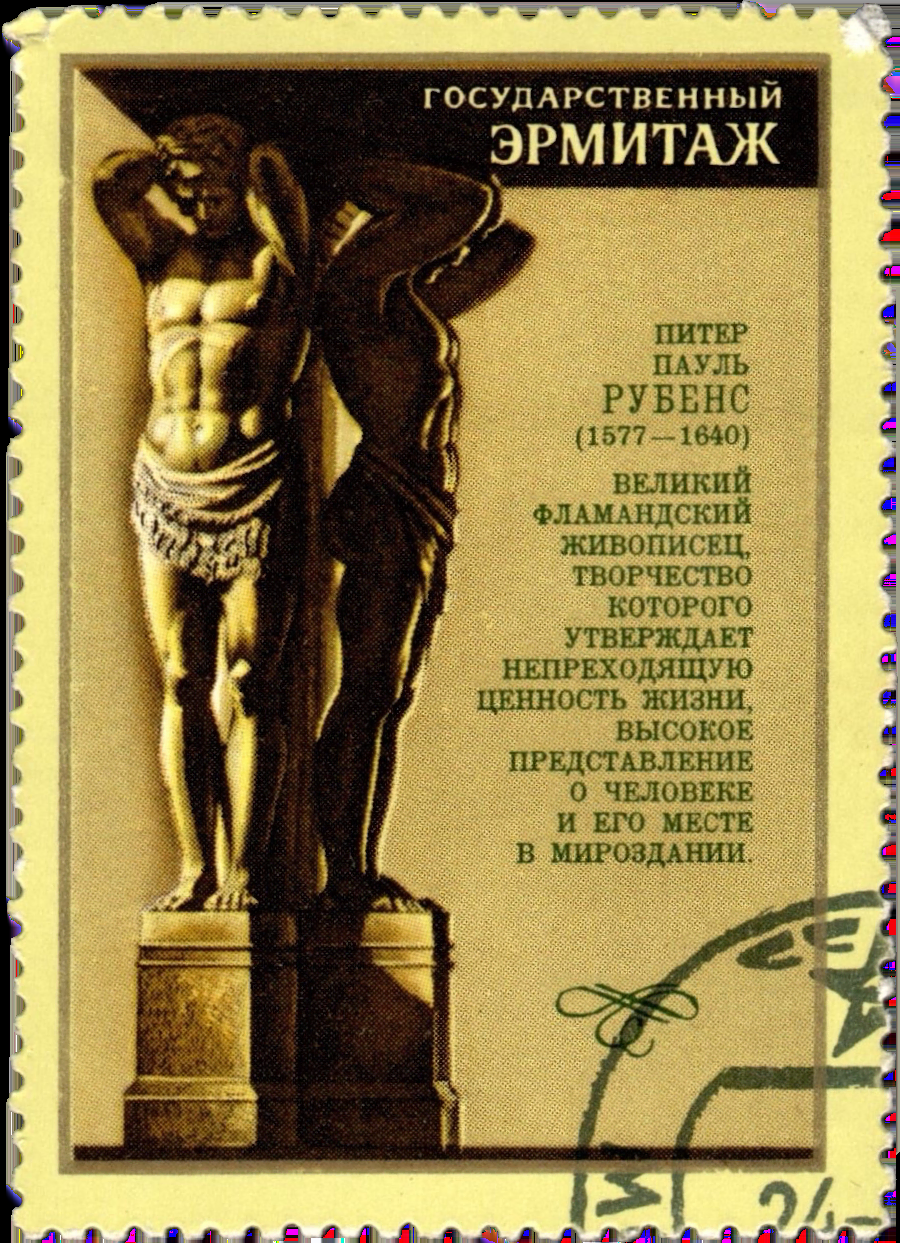 ГОСУДАРСТВЕННЫЙ
ЭРМИТАЖ
ПИТЕР
ПАУЛЬ
РУБЕНС
(1577—1640)
ВЕЛИКИЙ
ФЛАМАНДСКИЙ
ЖИВОПИСЕЦ,
ТВОРЧЕСТВО
КОТОРОГО
УТВЕРЖДАЕТ
НЕПРЕХОДЯЩУЮ
ЦЕННОСТЬ ЖИЗНИ,
ВЫСОКОЕ
ПРЕДСТАВЛЕНИЕ
О ЧЕЛОВЕКЕ
И ЕГО МЕСТЕ
В МИРОЗДАНИИ.